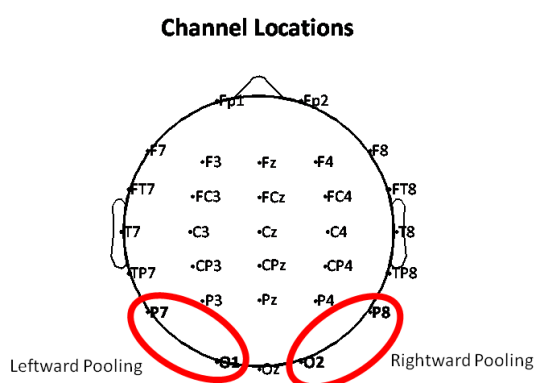 Channel Locations
Fp1 Fp2
F7 F8
F3 Fz F4
FT7 FT8
FC3 FCz FC4
T7 C3 Cz C4 T8
CP3 CPz CP4
TP7 TP8
P3 Pz P4
P7 P8
O1 O2
Oz
Leftward Pooling Rightward Pooling